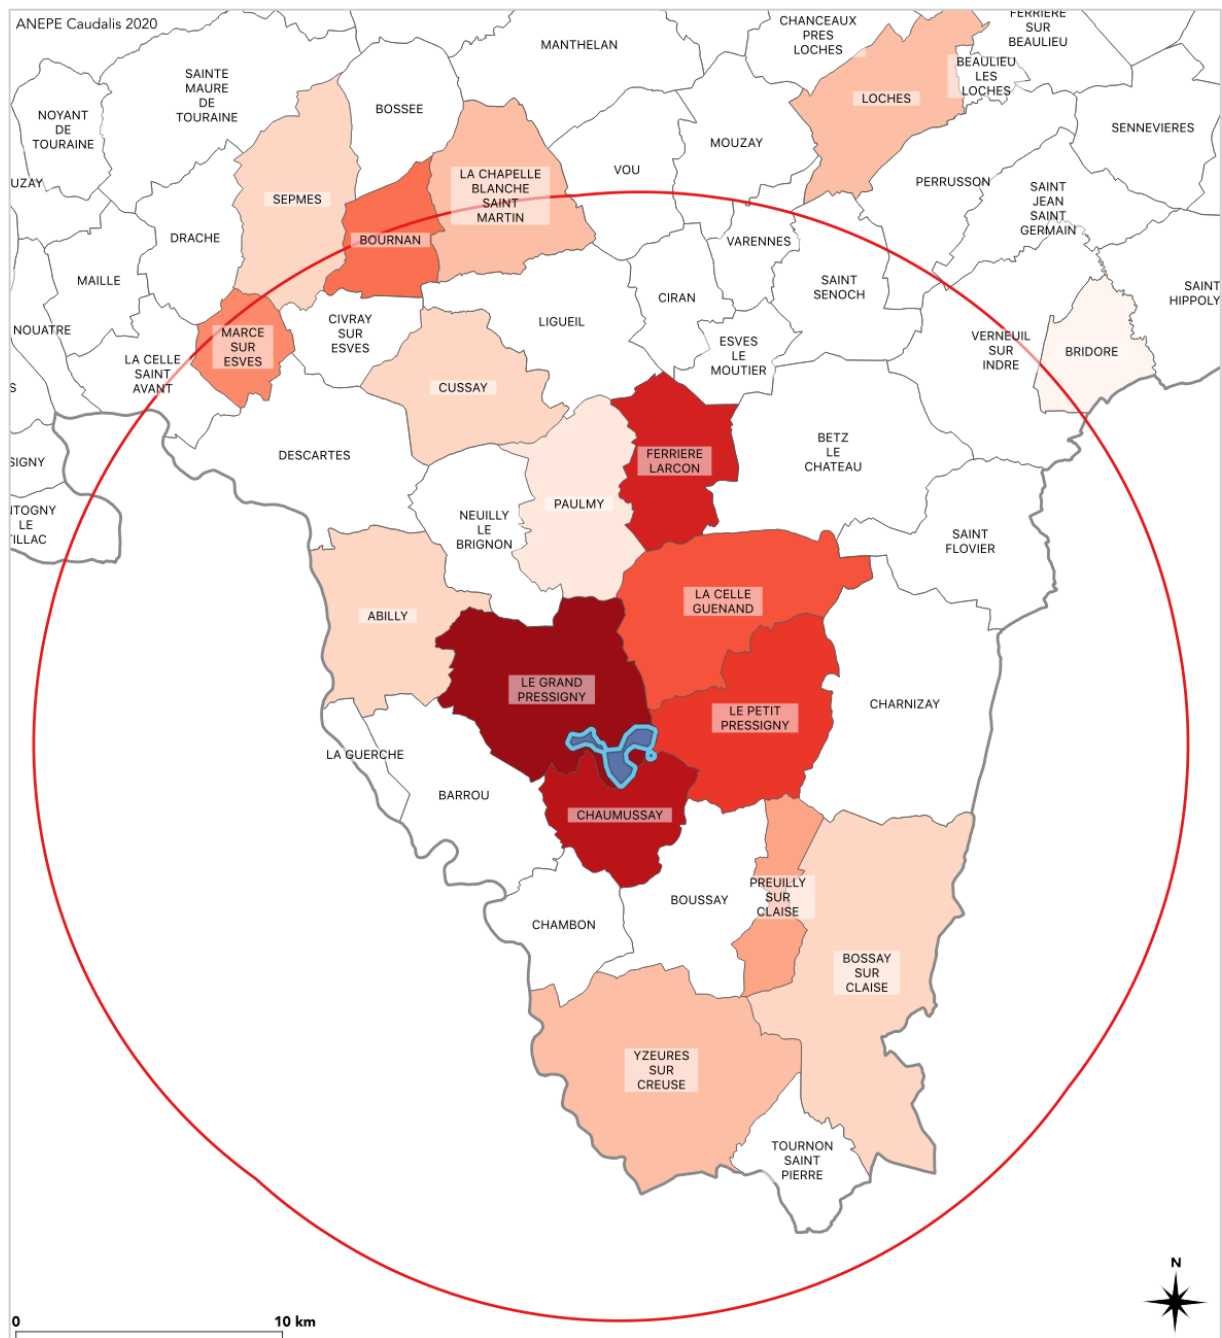 ANEPE Caudalis 2020
CHANCEAUX
PRES
LOCHES
FERRIERE
SUR
BEAULIEU
MANTHELAN
BEAULIEU
LES
LOCHES
SAINTE
MAURE
DE
TOURAINE
BOSSEE
LOCHES
NOYANT
DE
TOURAINE
SENNEVIERES
MOUZAY
VOU
LA CHAPELLE
BLANCHE
SAINT
MARTIN
UZAY
PERRUSSON
SEPMES
SAINT
JEAN
SAINT
GERMAIN
DRACHE
BOURNAN
VARENNES
MAILLE
SAINT
SENOCH
SAINT
HIPPOLY
CIRAN
NOUATRE
CIVRAY
SUR
ESVES
LIGUEIL
MARCE
SUR
ESVES
ESVES
LE
MOUTIER
VERNEUIL
SUR
INDRE
BRIDORE
LA CELLE
SAINT
AVANT
S
CUSSAY
DESCARTES
FERRIERE
LARCON
BETZ
LE
CHATEAU
SIGNY
PAULMY
NTOGNY
LE
TILLAC
NEUILLY
LE
BRIGNON
SAINT
FLOVIER
LA CELLE
GUENAND
ABILLY
LE GRAND
PRESSIGNY
LE PETIT
PRESSIGNY
CHARNIZAY
LA GUERCHE
BARROU
CHAUMUSSAY
PREUILLY
SUR
CLAISE
BOUSSAY
CHAMBON
BOSSAY
SUR
CLAISE
YZEURES
SUR
CREUSE
TOURNON
SAINT
PIERRE
N
0 10 km